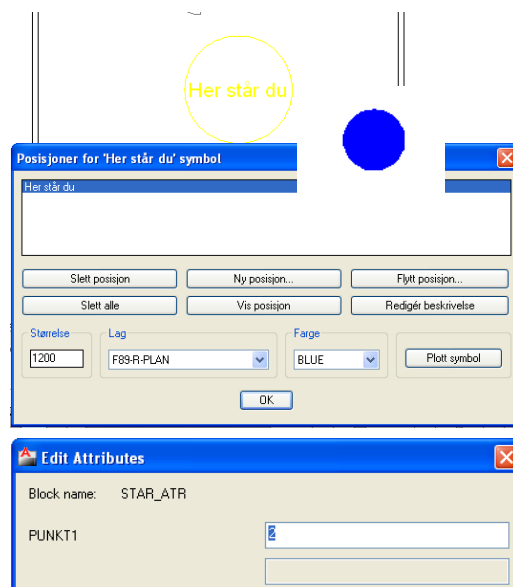 Her står du
Posisjoner for 'Her står du' symbol
Her står du
Slett posisjon Ny posisjon... Flytt posisjon...
Slett alle Vis posisjon Redigér beskrivelse
Størrelse Lag Farge
1200 F89-R-PLAN BLUE Plott symbol
OK
Edit Attributes
Block name: STAR_ATR
PUNKT1 2